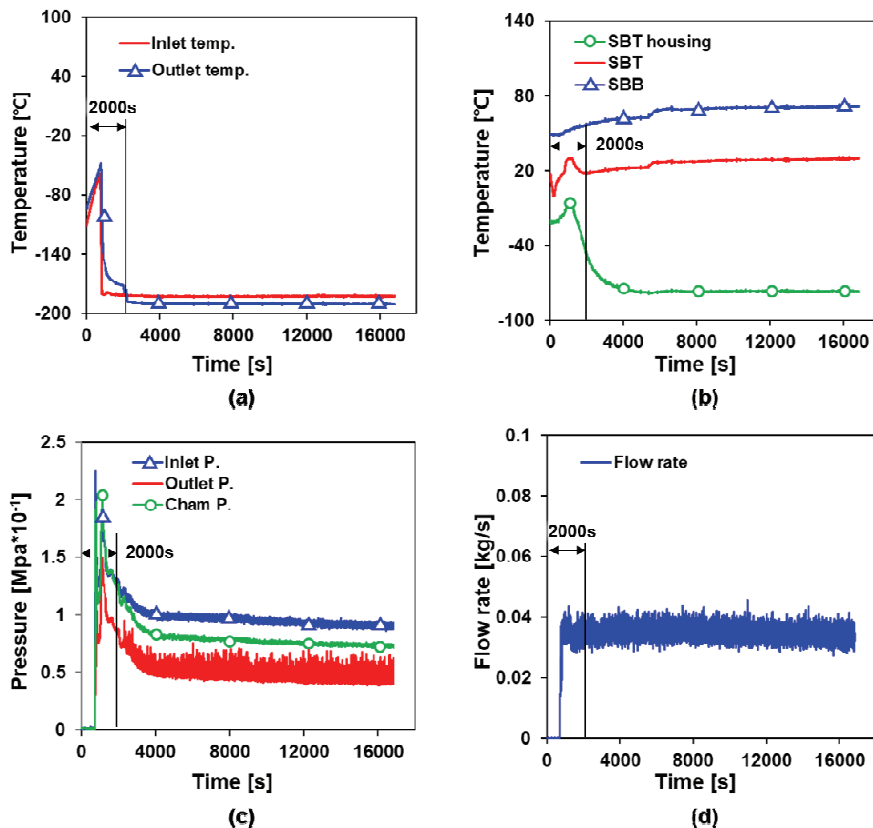 100
40
-20
-80
-140
-200
Temperature [℃]
Inlet temp.
Outlet temp.
2000s
0 4000 8000 12000 16000
Time [s]
(a)
140
80
20
-40
-100
Temperature [℃]
SBT housing
SBT
SBB
2000s
0 4000 8000 12000 16000
Time [s]
(b)
2.5
2
1.5
1
0.5
0
Pressure [Mpa*10⁻¹]
Inlet P.
Outlet P.
Cham P.
2000s
0 4000 8000 12000 16000
Time [s]
(c)
0.1
0.08
0.06
0.04
0.02
0
Flow rate [kg/s]
Flow rate
2000s
0 4000 8000 12000 16000
Time [s]
(d)